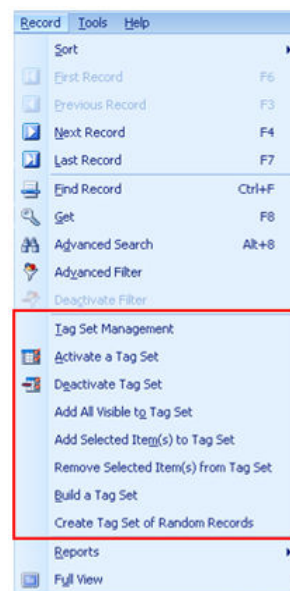 Record Tools Help
Sort
First Record F6
Previous Record F3
Next Record F4
Last Record F7
Find Record Ctrl+F
Get F8
Advanced Search Alt+8
Advanced Filter
Deactivate Filter
Tag Set Management
Activate a Tag Set
Deactivate Tag Set
Add All Visible to Tag Set
Add Selected Item(s) to Tag Set
Remove Selected Item(s) from Tag Set
Build a Tag Set
Create Tag Set of Random Records
Reports
Full View